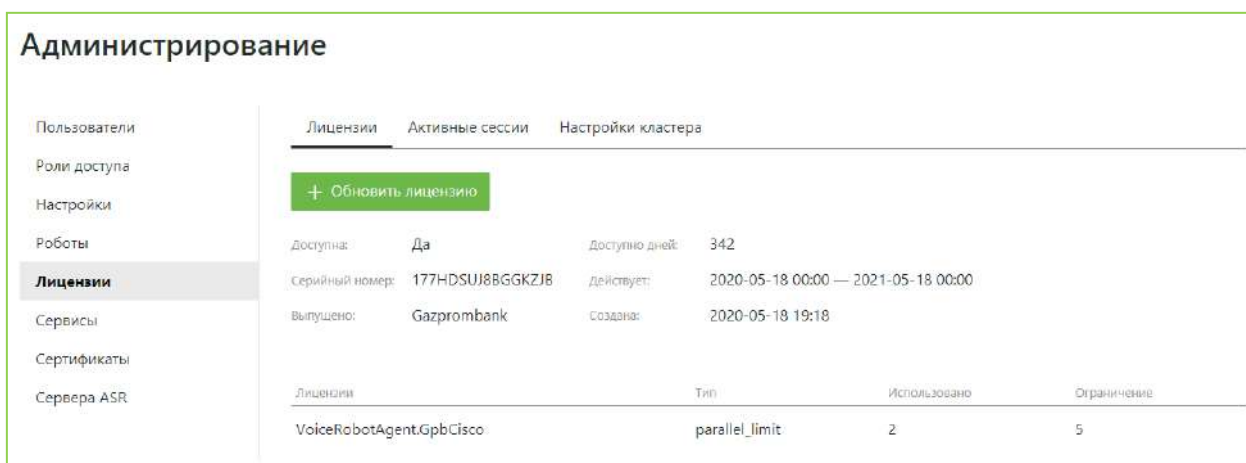 Администрирование
Пользователи
Роли доступа
Настройки
Роботы
Лицензии
Сервисы
Сертификаты
Сервера ASR
Лицензии Активные сессии Настройки кластера
+ Обновить лицензию
Доступна: Да Доступно дней: 342
Серийный номер: 177HDSUJ8BGGKZJB Действует: 2020-05-18 00:00 — 2021-05-18 00:00
Выпущено: Gazprombank Создана: 2020-05-18 19:18
Лицензии Тип Использовано Ограничение
VoiceRobotAgent.GpbCisco parallel_limit 2 5